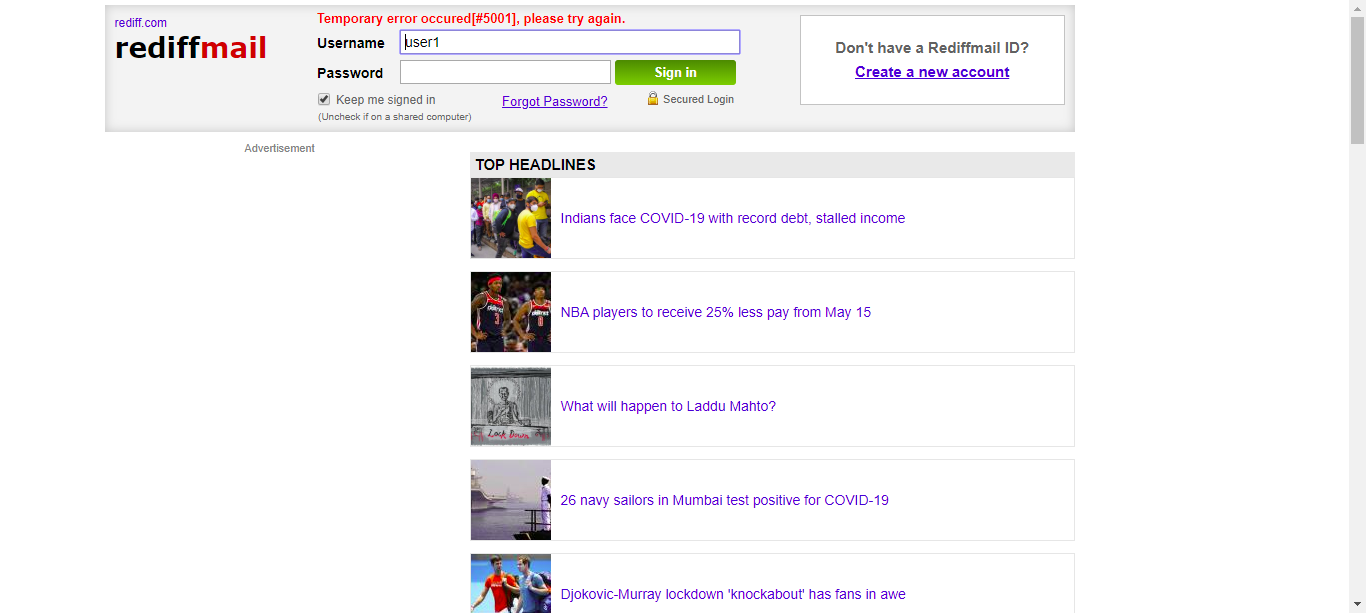 rediff.com
rediffmail
Temporary error occured[#5001], please try again.
Username user1
Password Sign in
Keep me signed in Forgot Password? Secured Login
(Uncheck if on a shared computer)
Don't have a Rediffmail ID?
Create a new account
Advertisement
TOP HEADLINES
Indians face COVID-19 with record debt, stalled income
NBA players to receive 25% less pay from May 15
What will happen to Laddu Mahto?
Lock Down
26 navy sailors in Mumbai test positive for COVID-19
Djokovic-Murray lockdown 'knockabout' has fans in awe